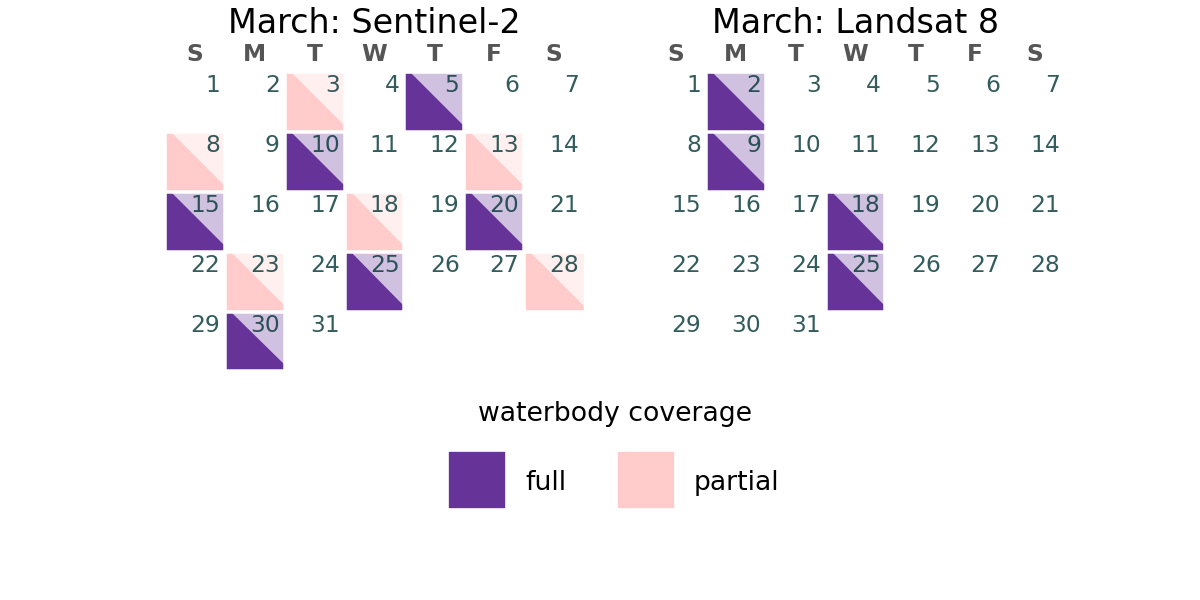 March: Sentinel-2
S M T W T F S
1 2 3 4 5 6 7
8 9 10 11 12 13 14
15 16 17 18 19 20 21
22 23 24 25 26 27 28
29 30 31
March: Landsat 8
S M T W T F S
1 2 3 4 5 6 7
8 9 10 11 12 13 14
15 16 17 18 19 20 21
22 23 24 25 26 27 28
29 30 31
waterbody coverage
full partial